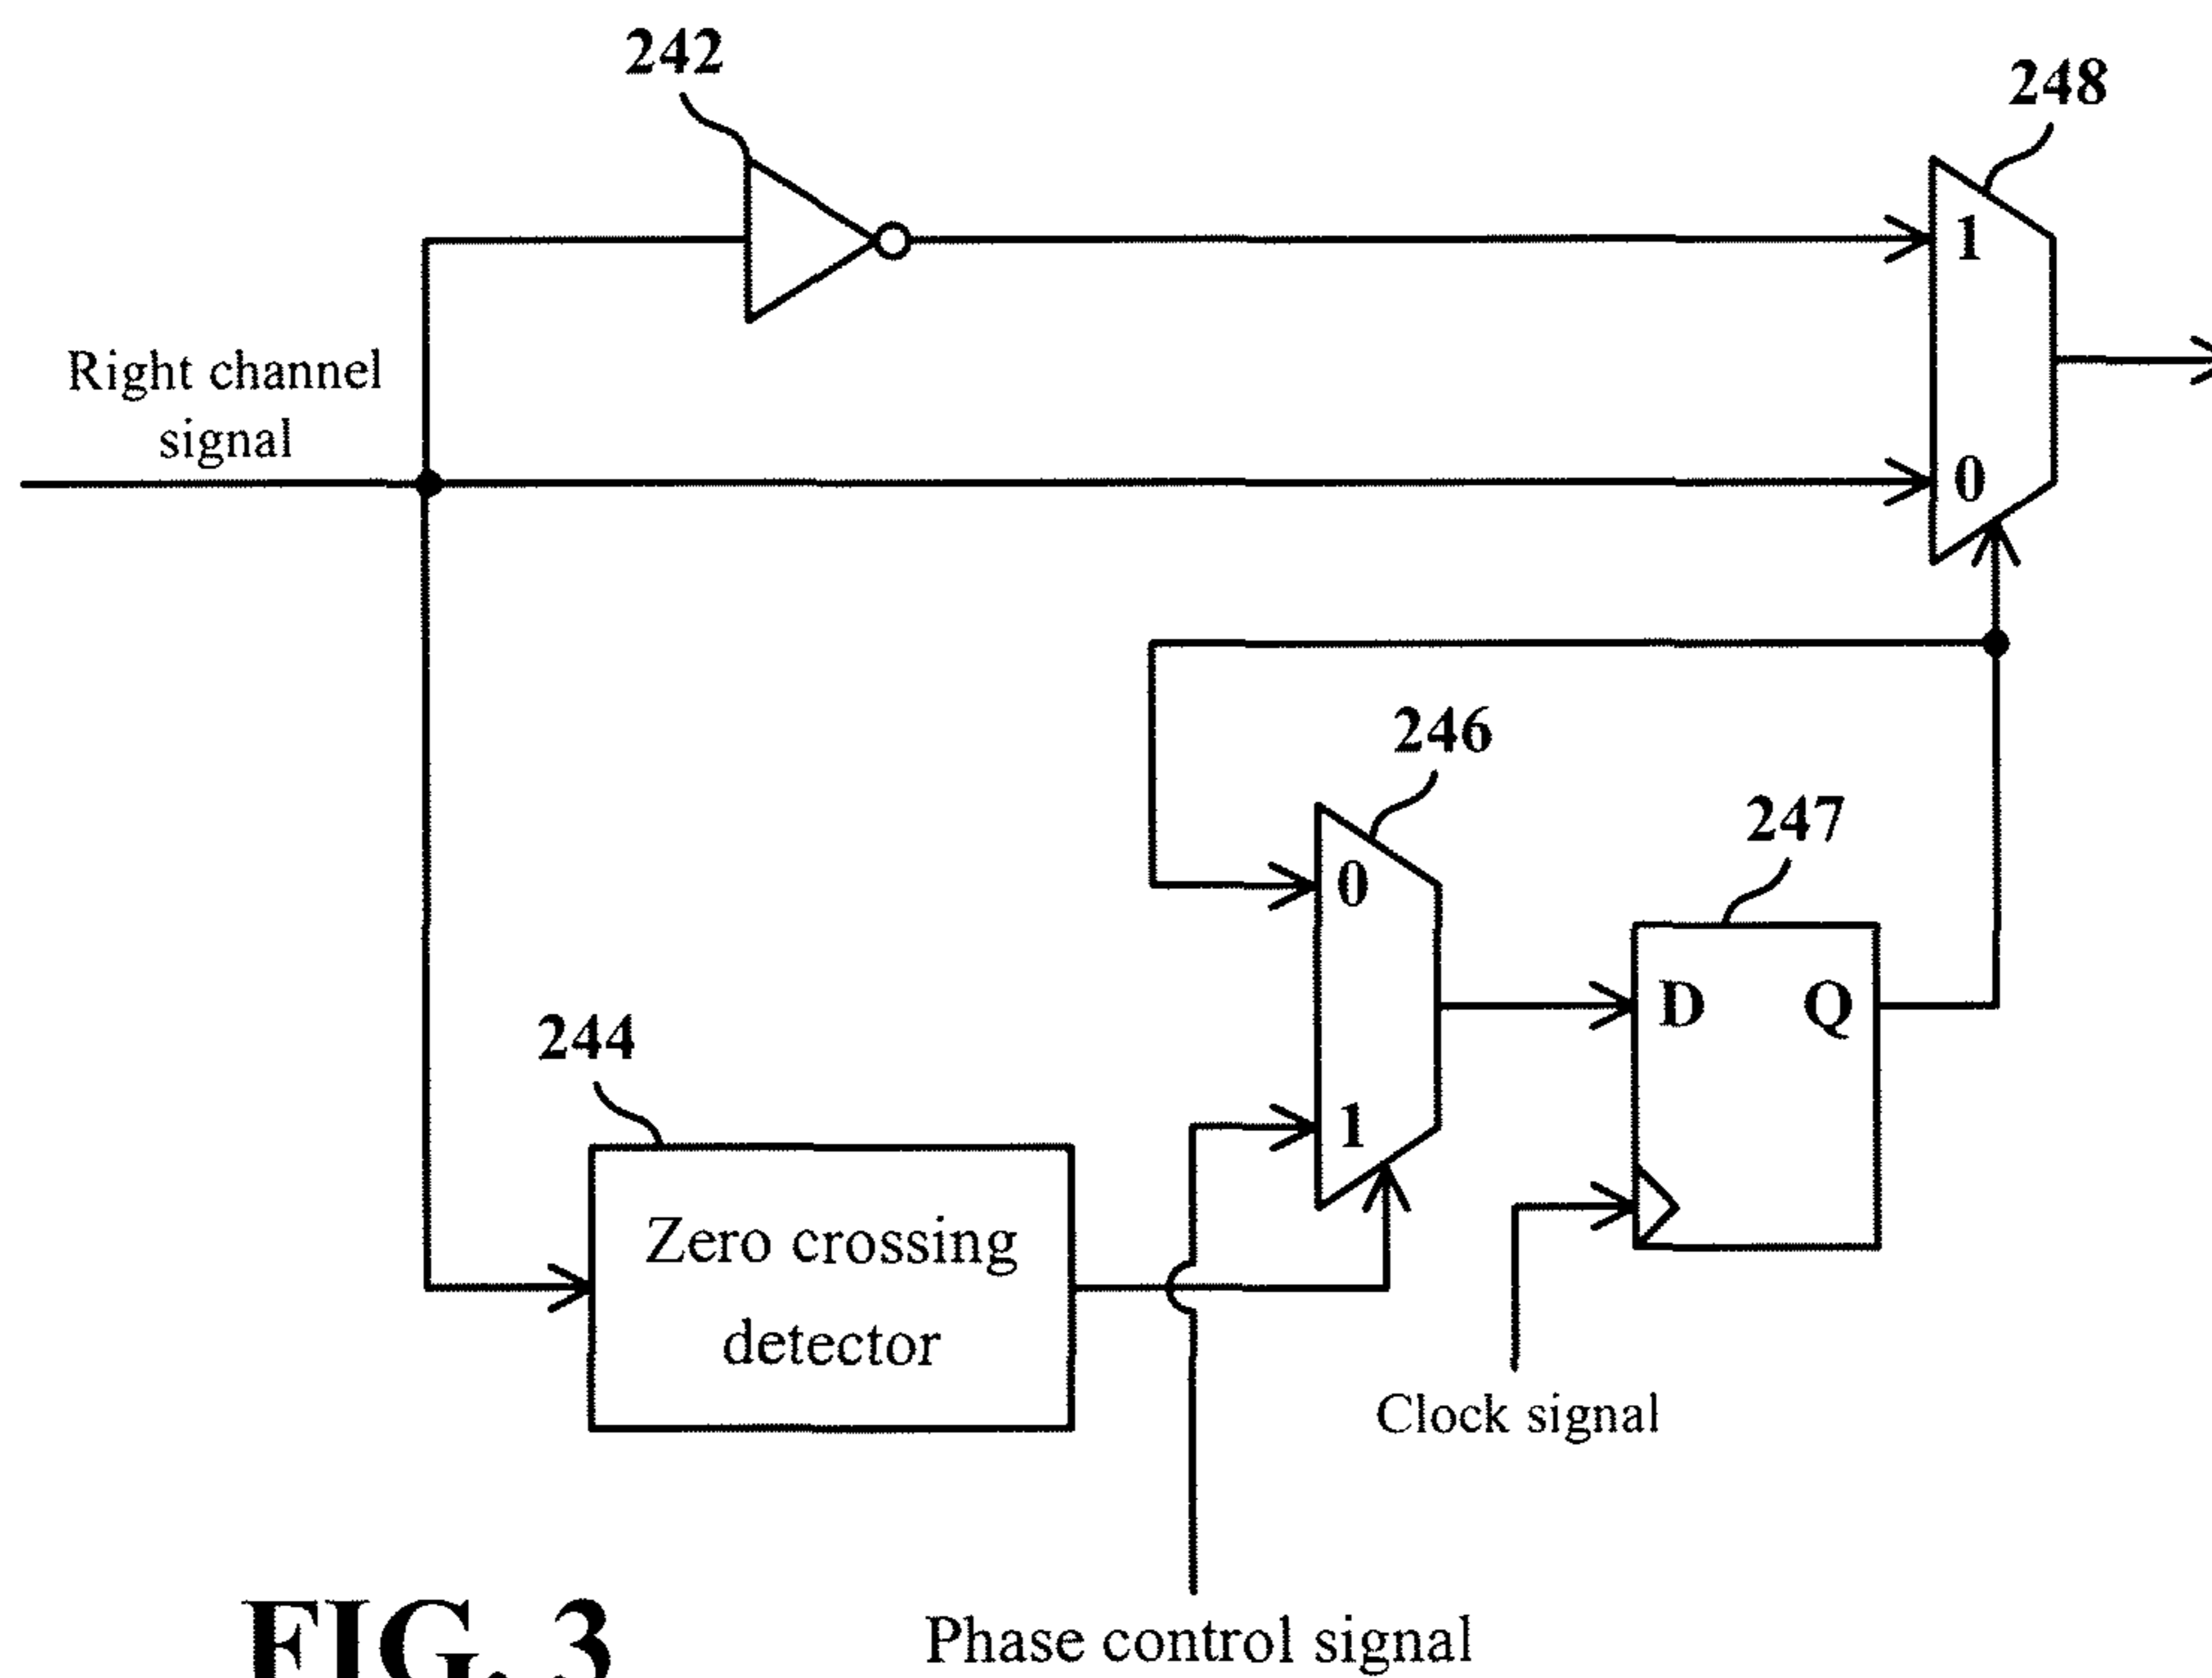 242
248
1
Right channel
signal
0
246
247
0
D Q
244
1
Zero crossing
detector
Clock signal
Phase control signal
FIG. 3